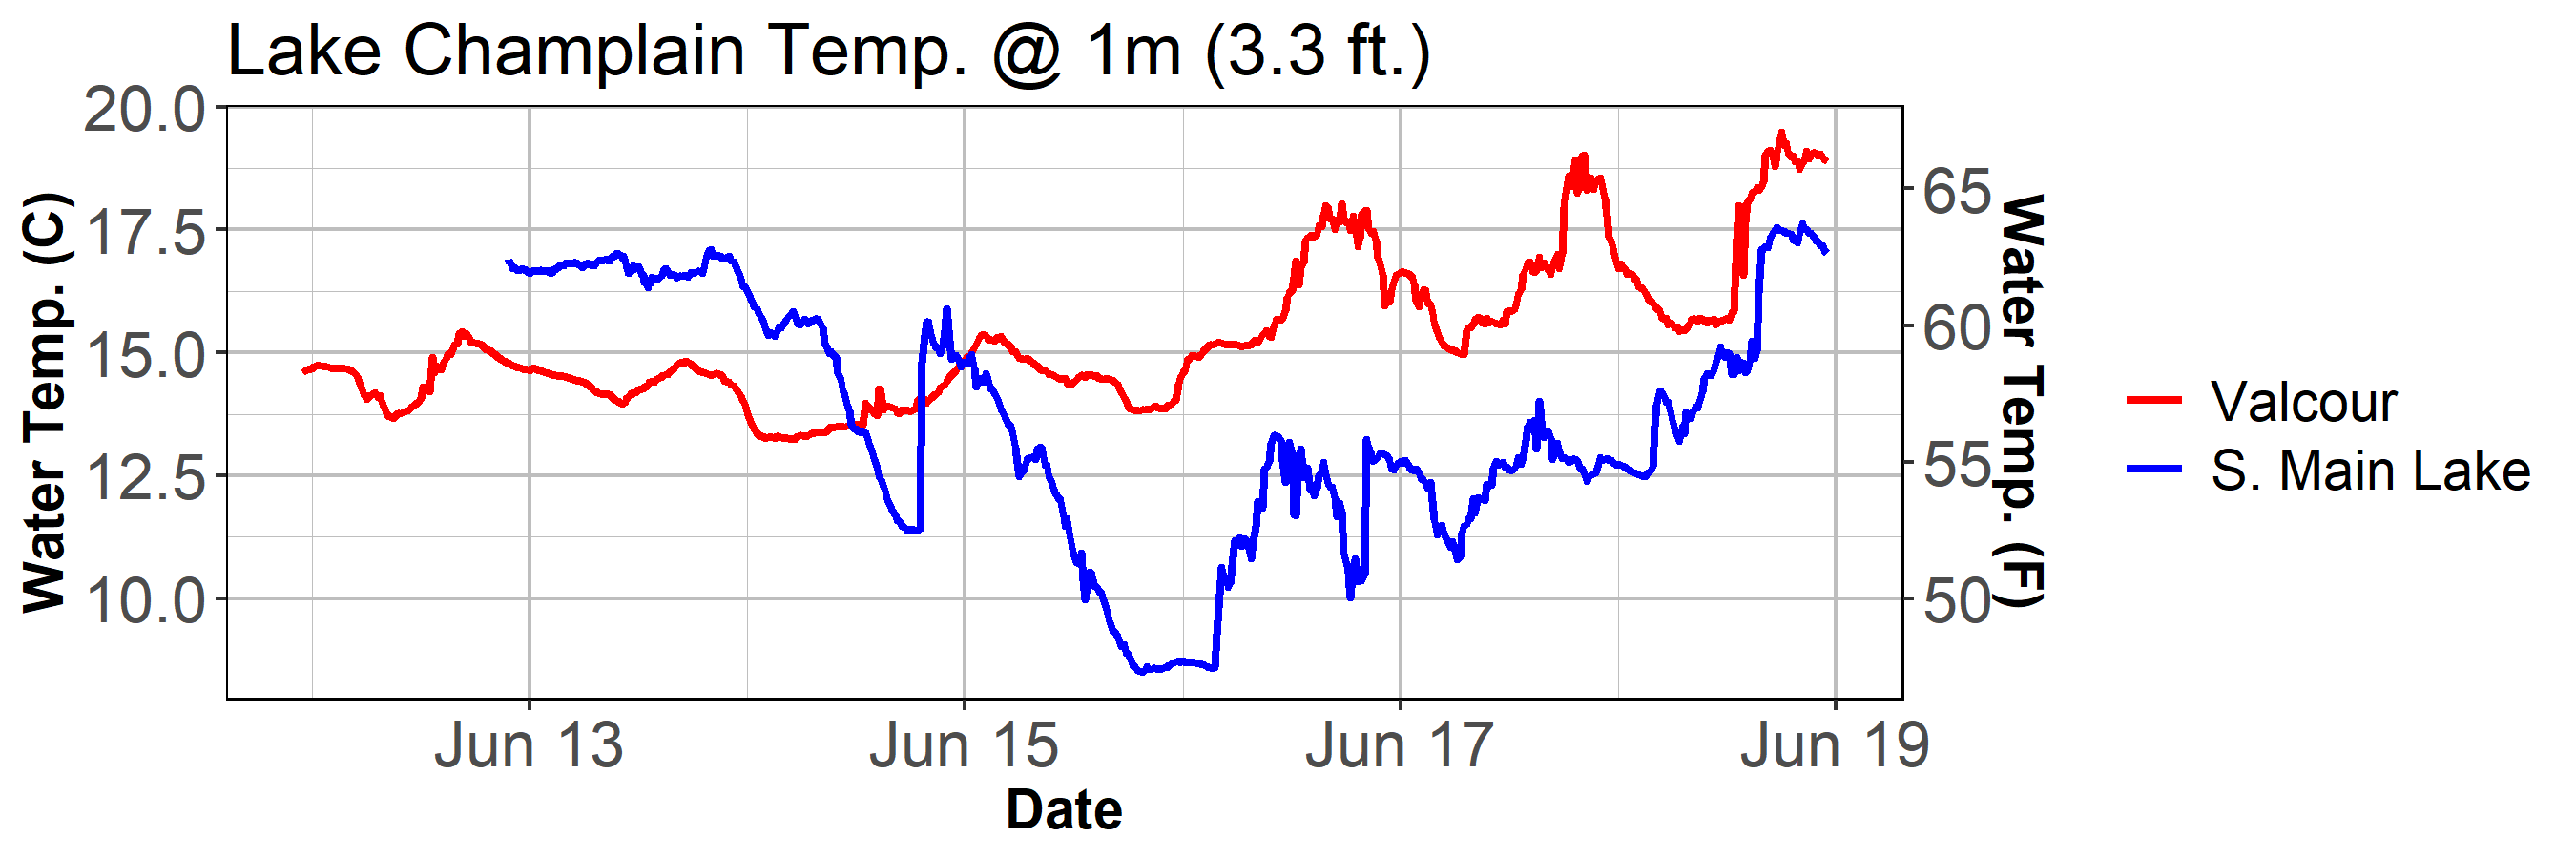 Lake Champlain Temp. @ 1m (3.3 ft.)
Water Temp. (C)
20.0
17.5
15.0
12.5
10.0
65
60
55
50
Water Temp. (F)
Jun 13
Jun 15
Jun 17
Jun 19
Date
Valcour
S. Main Lake